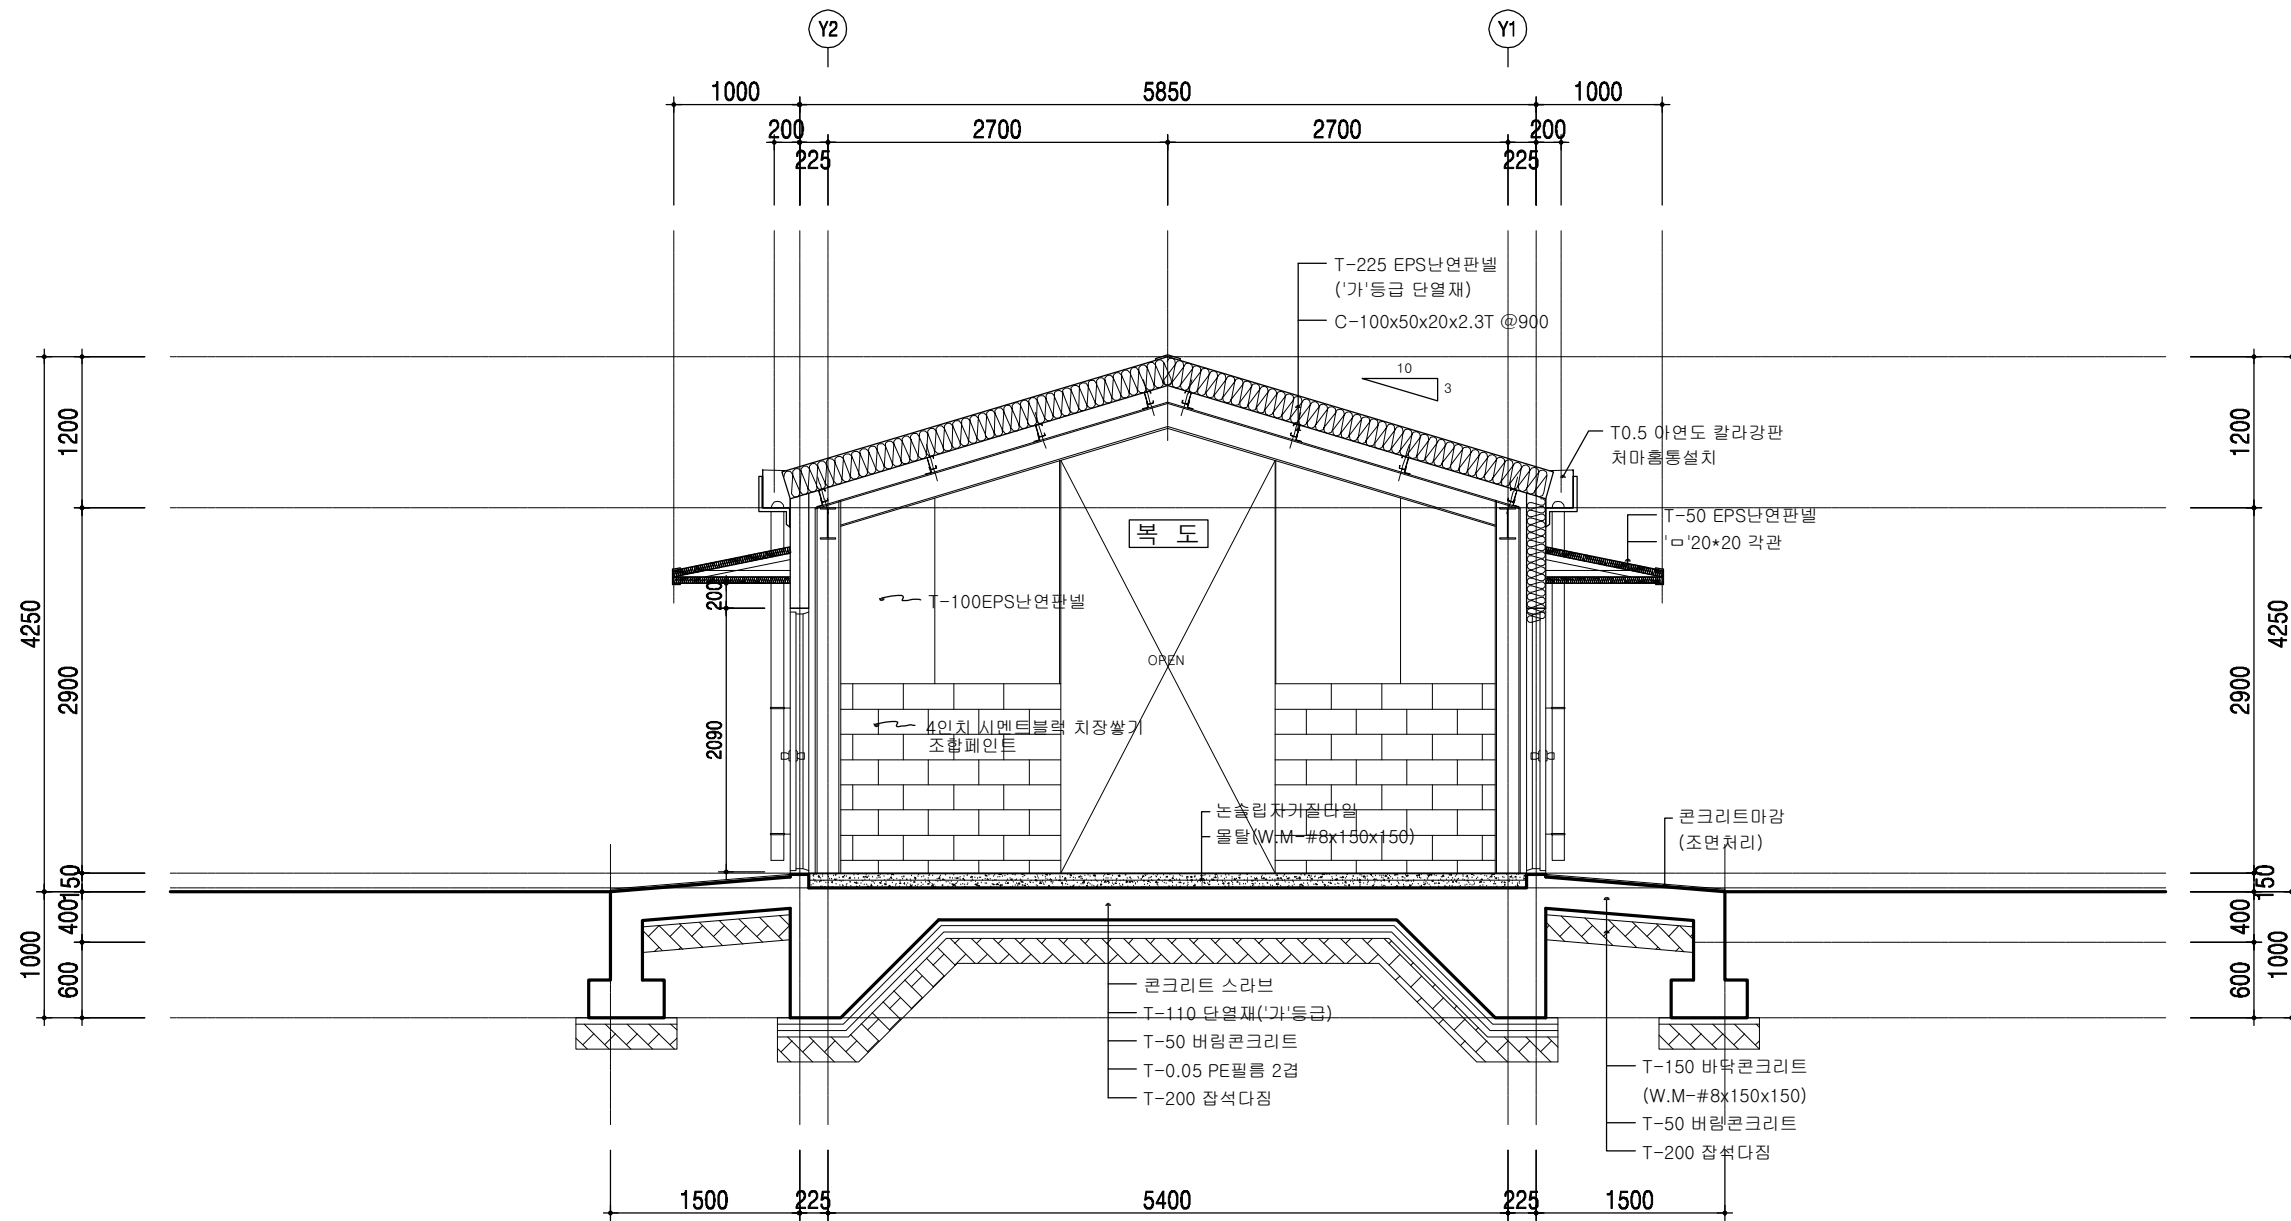 Y2 Y1
1000 5850 1000
200 2700 2700 200
225 225
T-225 EPS난연판넬
('가'등급 단열재)
C-100x50x20x2.3T @900
10
3
1200 1200
T0.5 아연도 칼라강판
처마홈통설치
T-50 EPS난연판넬
'ㅁ'20*20 각관
복 도
200
T-100EPS난연판넬
4250 4250
OPEN
2900 2900
2090
4인치 시멘트블럭 치장쌓기
조합페인트
논슬립자기질타일
몰탈(W.M-#8x150x150)
콘크리트마감
(조면처리)
150 150
400 400
1000 1000
600 600
콘크리트 스라브
T-110 단열재('가'등급)
T-50 버림콘크리트
T-0.05 PE필름 2겹
T-200 잡석다짐
T-150 바닥콘크리트
(W.M-#8x150x150)
T-50 버림콘크리트
T-200 잡석다짐
1500 225 5400 225 1500